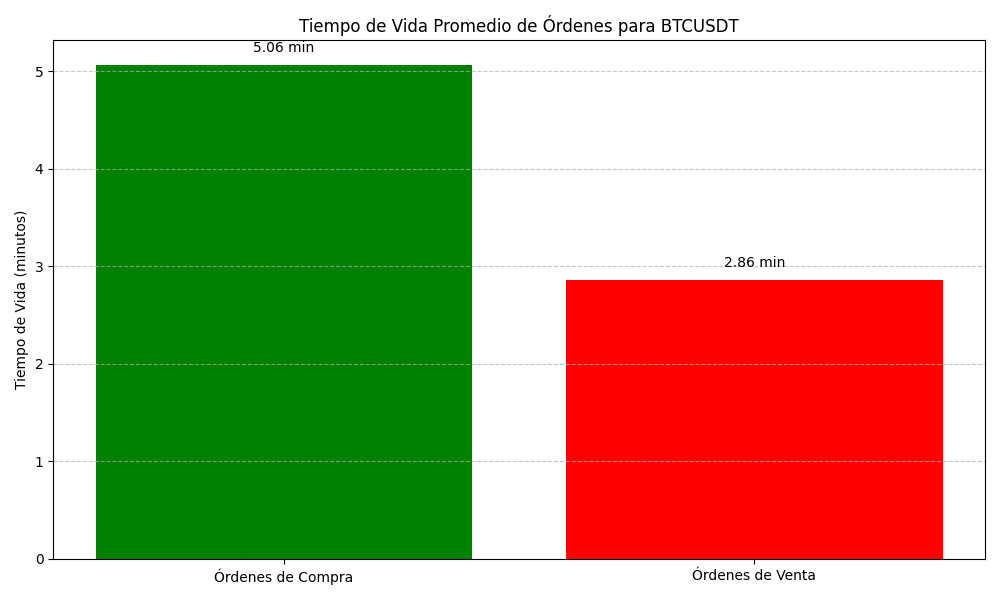 Tiempo de Vida Promedio de Órdenes para BTCUSDT
5.06 min
2.86 min
Tiempo de Vida (minutos)
5
4
3
2
1
0
Órdenes de Compra
Órdenes de Venta